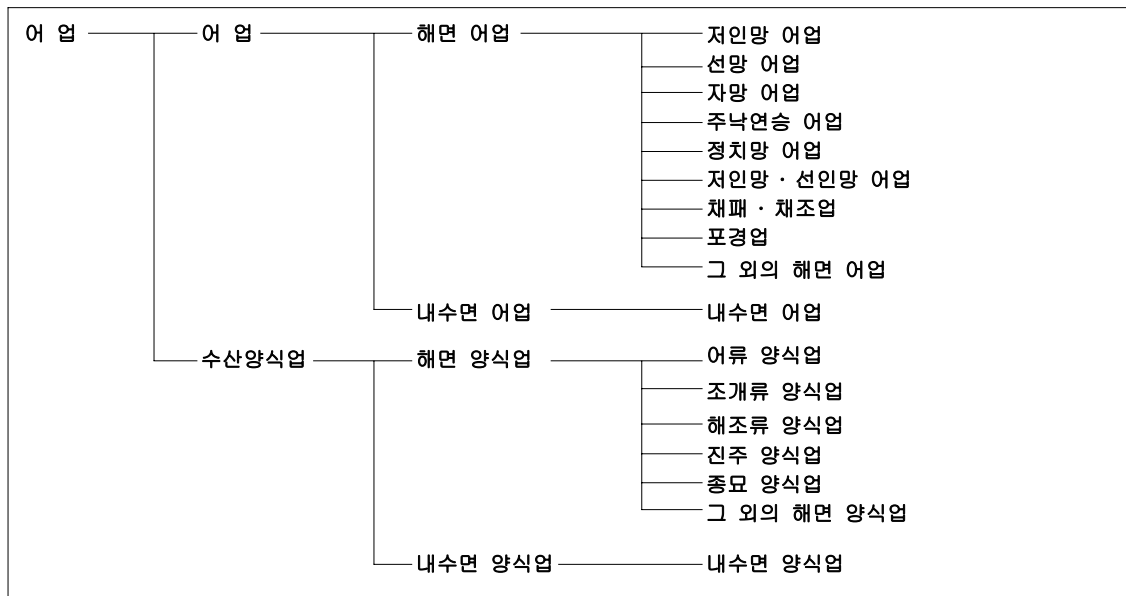 어 업 어 업 해면 어업 저인망 어업
선망 어업
자망 어업
주낙연승 어업
정치망 어업
저인망 · 선인망 어업
채패 · 채조업
포경업
그 외의 해면 어업
내수면 어업 내수면 어업
수산양식업 해면 양식업 어류 양식업
조개류 양식업
해조류 양식업
진주 양식업
종묘 양식업
그 외의 해면 양식업
내수면 양식업 내수면 양식업